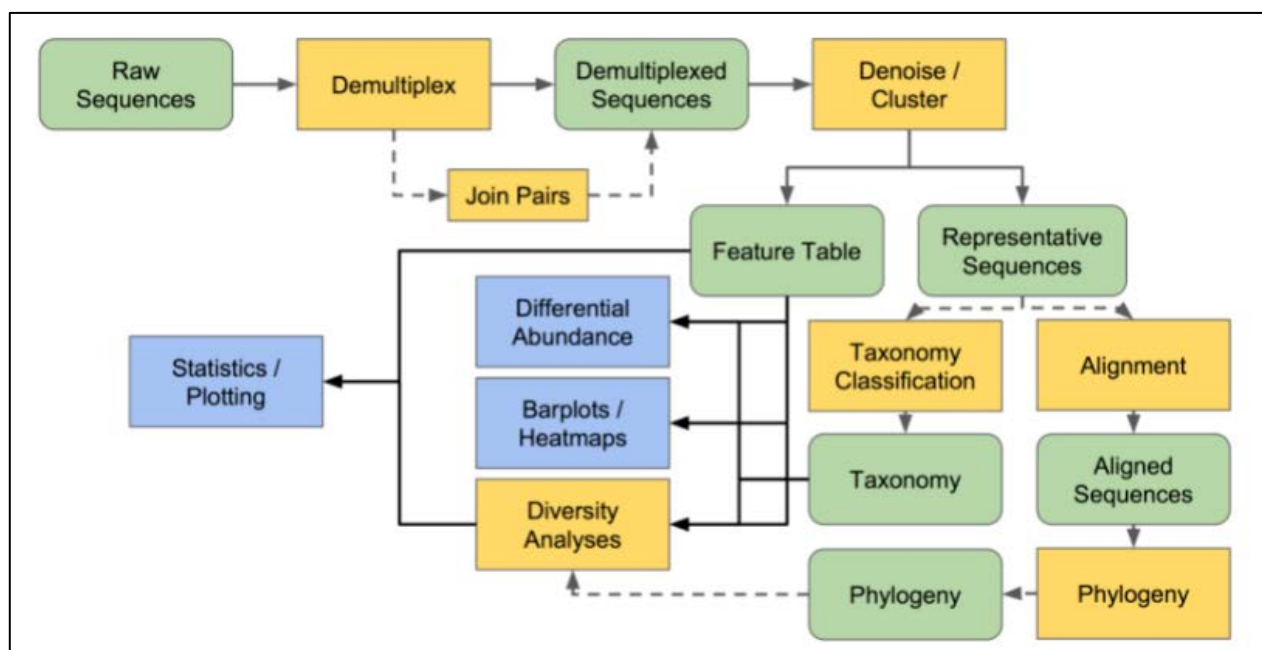 Raw
Sequences
Demultiplex
Demultiplexed
Sequences
Denoise /
Cluster
Join Pairs
Feature Table
Representative
Sequences
Differential
Abundance
Statistics /
Plotting
Taxonomy
Classification
Alignment
Barplots /
Heatmaps
Taxonomy
Aligned
Sequences
Diversity
Analyses
Phylogeny
Phylogeny